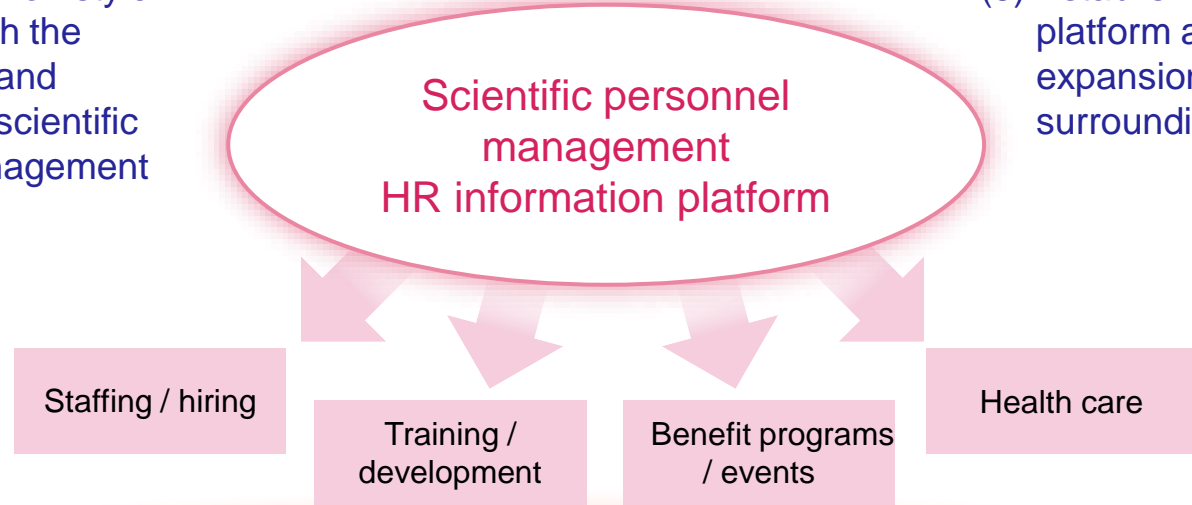 h the
and
scientific
agement
platform a
expansion
surroundi
Scientific personnel
management
HR information platform
Staffing / hiring
Training /
development
Benefit programs
/ events
Health care